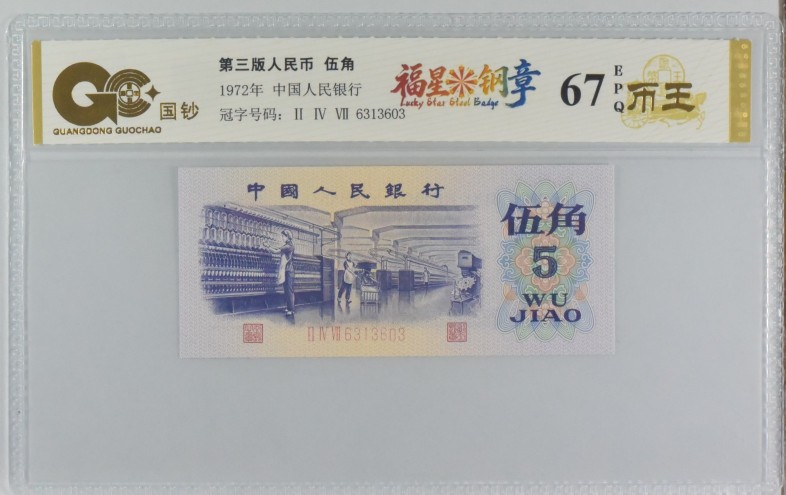 国钞
QUANGDONG GUOCHAO
第三版人民币 伍角
1972年 中国人民银行
冠字号码: II IV VII 6313603
福星钢章
Lucky Star Steel Badge
67
EPQ
币王
中國人民銀行
伍角
5
WU
JIAO
II IV VII 6313603